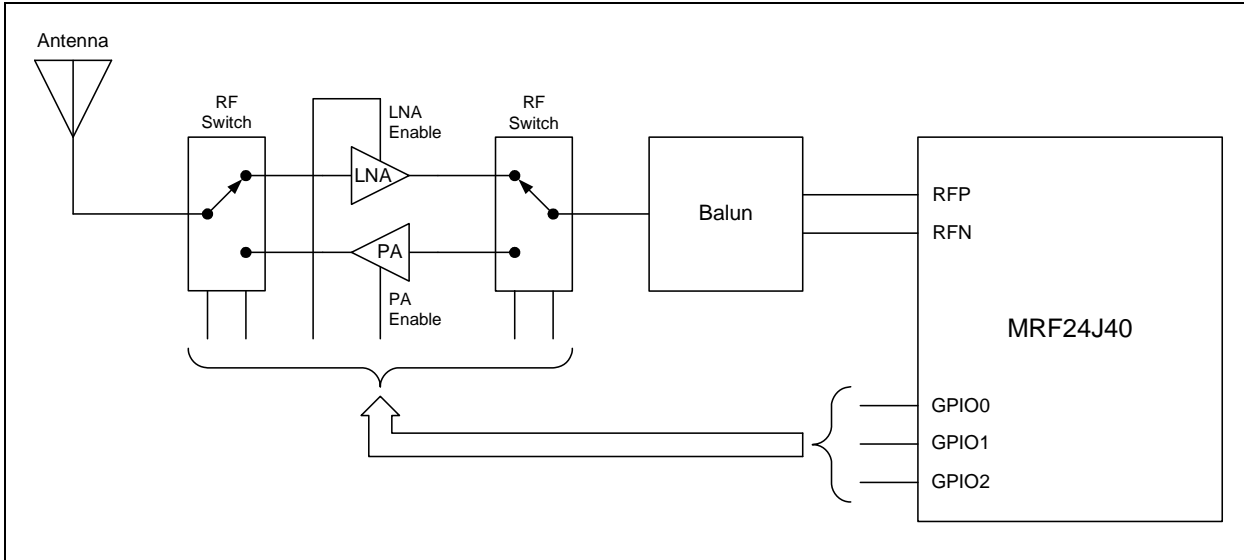 Antenna
RF
Switch
LNA
Enable
RF
Switch
LNA
PA
PA
Enable
Balun
RFP
RFN
MRF24J40
GPIO0
GPIO1
GPIO2